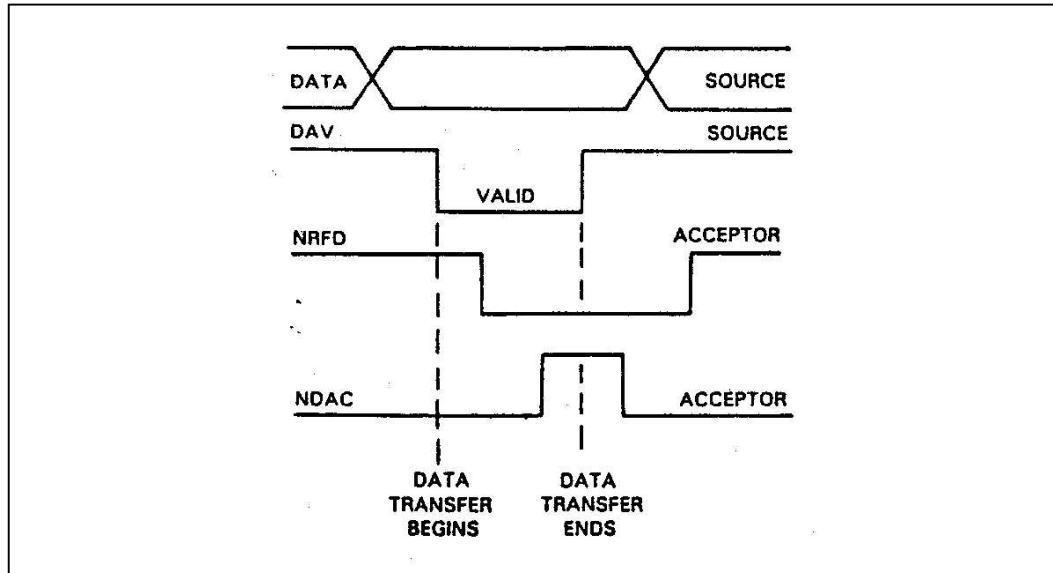 DATA SOURCE
DAV SOURCE
VALID
NRFD ACCEPTOR
NDAC ACCEPTOR
DATA DATA
TRANSFER TRANSFER
BEGINS ENDS